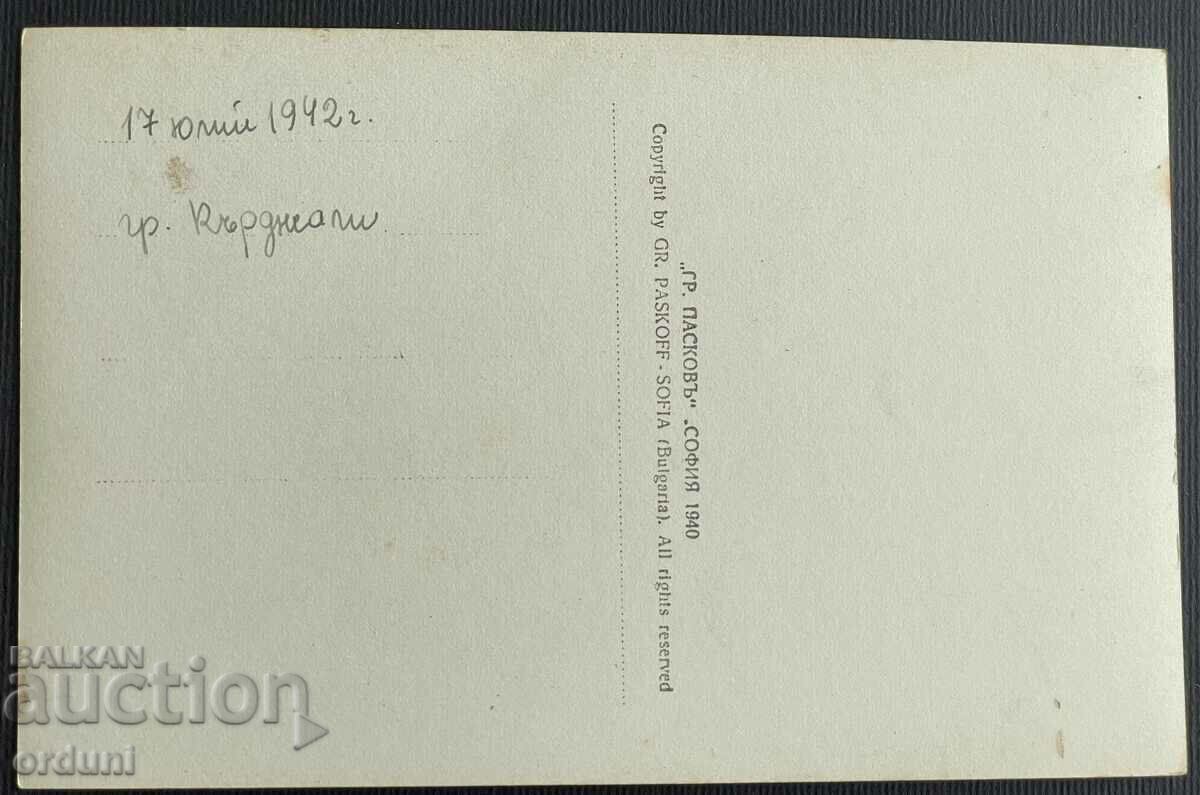 17 юлий 1942 г.
гр. Кърджали
„ГР. ПАСКОВЪ“ „СОФИЯ 1940
Copyright by GR. PASKOFF - SOFIA (Bulgaria). All rights reserved
BALKAN
auction
orduni